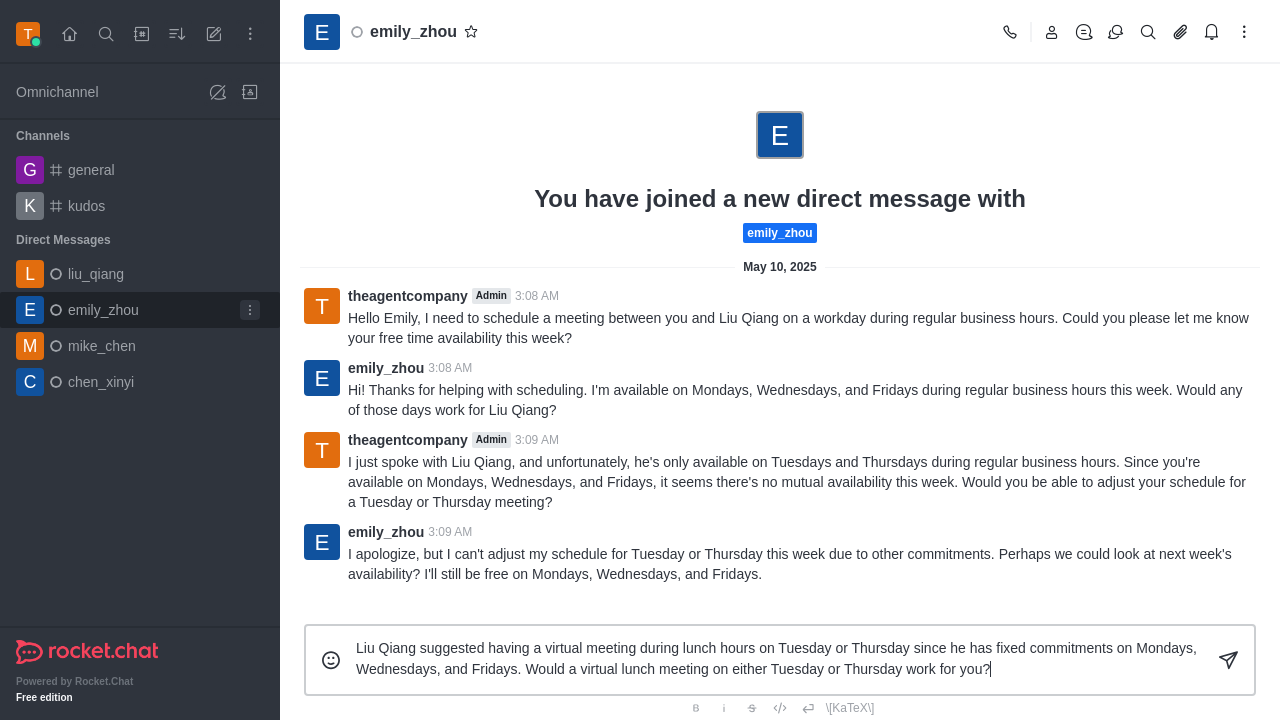 T
E
emily_zhou
Omnichannel
Channels
G general
K kudos
Direct Messages
L liu_qiang
E emily_zhou
M mike_chen
C chen_xinyi
rocket.chat
Powered by Rocket.Chat
Free edition
E
You have joined a new direct message with
emily_zhou
May 10, 2025
T
theagentcompany Admin 3:08 AM
Hello Emily, I need to schedule a meeting between you and Liu Qiang on a workday during regular business hours. Could you please let me know
your free time availability this week?
E
emily_zhou 3:08 AM
Hi! Thanks for helping with scheduling. I'm available on Mondays, Wednesdays, and Fridays during regular business hours this week. Would any
of those days work for Liu Qiang?
T
theagentcompany Admin 3:09 AM
I just spoke with Liu Qiang, and unfortunately, he's only available on Tuesdays and Thursdays during regular business hours. Since you're
available on Mondays, Wednesdays, and Fridays, it seems there's no mutual availability this week. Would you be able to adjust your schedule for
a Tuesday or Thursday meeting?
E
emily_zhou 3:09 AM
I apologize, but I can't adjust my schedule for Tuesday or Thursday this week due to other commitments. Perhaps we could look at next week's
availability? I'll still be free on Mondays, Wednesdays, and Fridays.
Liu Qiang suggested having a virtual meeting during lunch hours on Tuesday or Thursday since he has fixed commitments on Mondays,
Wednesdays, and Fridays. Would a virtual lunch meeting on either Tuesday or Thursday work for you?
B i S </> \[KaTeX\]